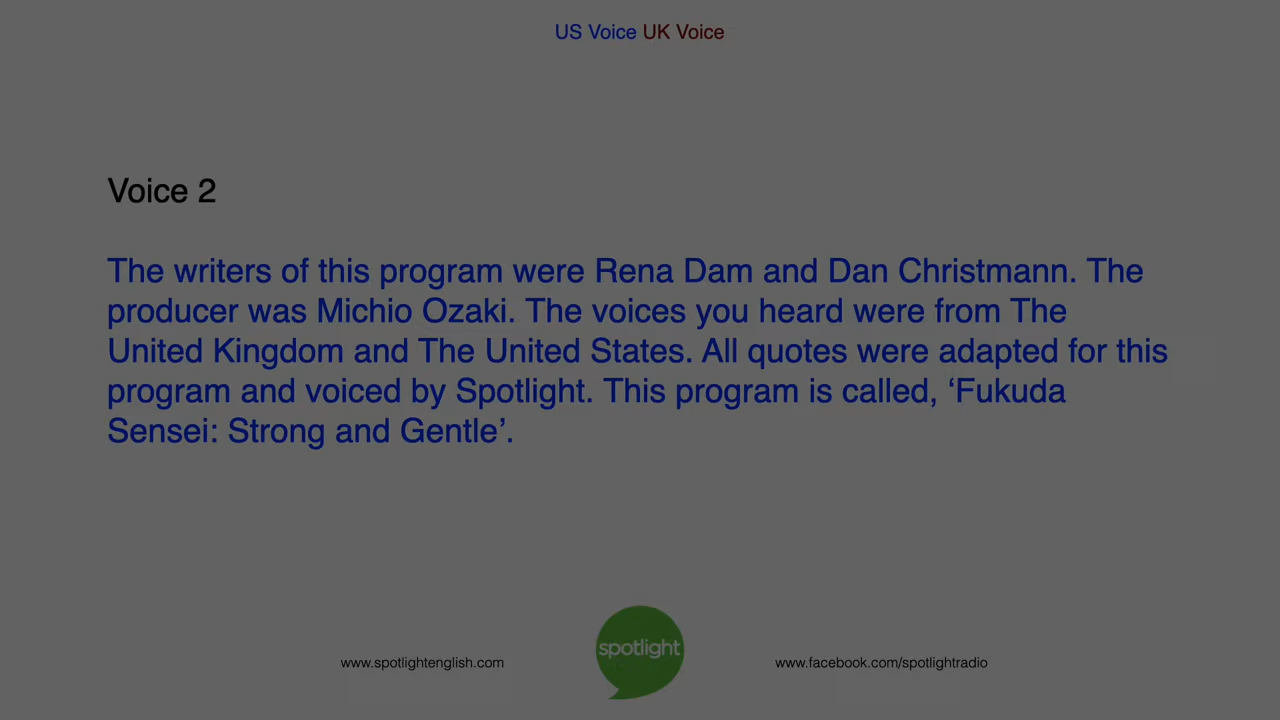 US Voice UK Voice
Voice 2
The writers of this program were Rena Dam and Dan Christmann. The
producer was Michio Ozaki. The voices you heard were from The
United Kingdom and The United States. All quotes were adapted for this
program and voiced by Spotlight. This program is called, ‘Fukuda
Sensei: Strong and Gentle’.
spotlight
www.spotlightenglish.com
www.facebook.com/spotlightradio